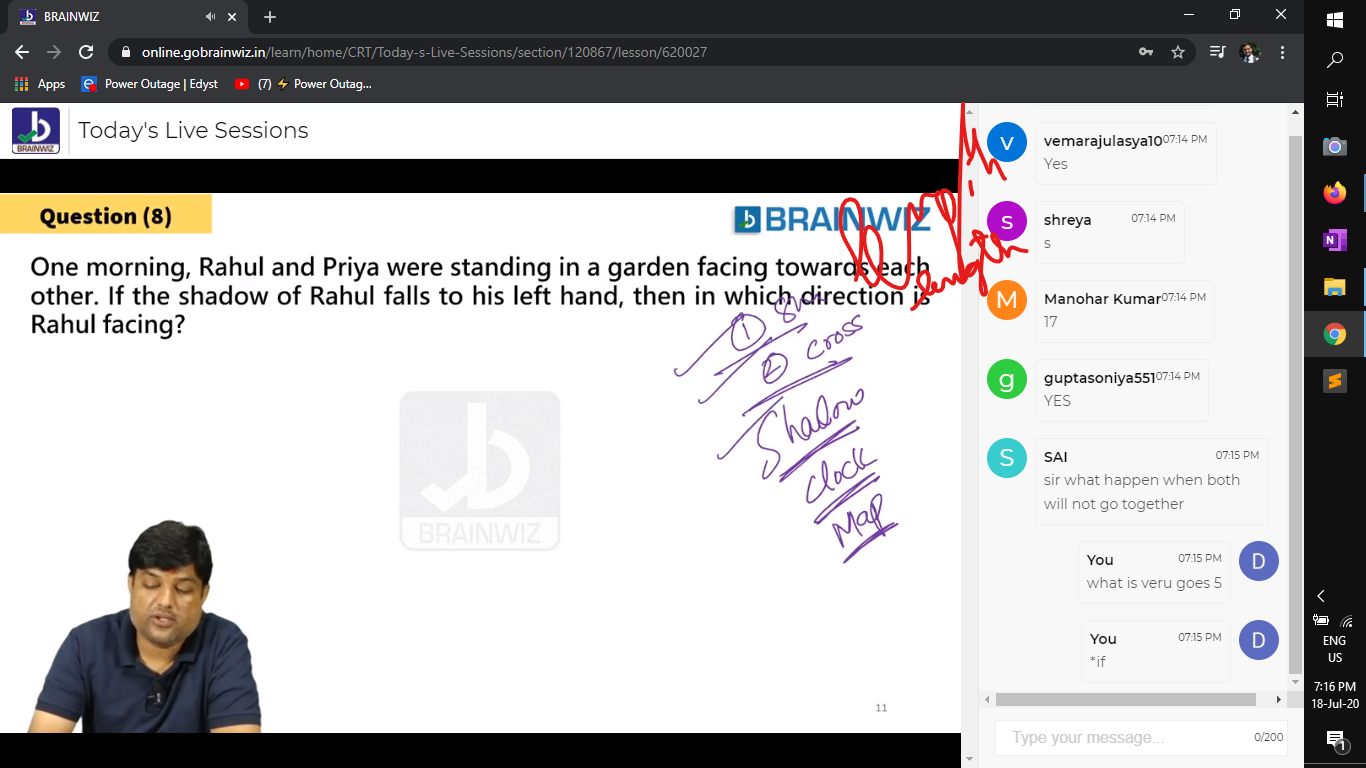 BRAINWIZ
online.gobrainwiz.in/learn/home/CRT/Today-s-Live-Sessions/section/120867/lesson/620027
Apps
Power Outage | Edyst
(7) ⚡ Power Outag...
BRAINWIZ
Today's Live Sessions
Question (8)
BRAINWIZ
One morning, Rahul and Priya were standing in a garden facing towards each
other. If the shadow of Rahul falls to his left hand, then in which direction is
Rahul facing?
①
② cross
Shadow
clock
Map
BRAINWIZ
11
v
vemarajulasya10 07:14 PM
Yes
s
shreya 07:14 PM
s
M
Manohar Kumar 07:14 PM
17
g
guptasoniya551 07:14 PM
YES
S
SAI 07:15 PM
sir what happen when both
will not go together
You 07:15 PM
D
what is veru goes 5
You 07:15 PM
D
*if
Type your message...
0/200
ENG
US
7:16 PM
18-Jul-20
1